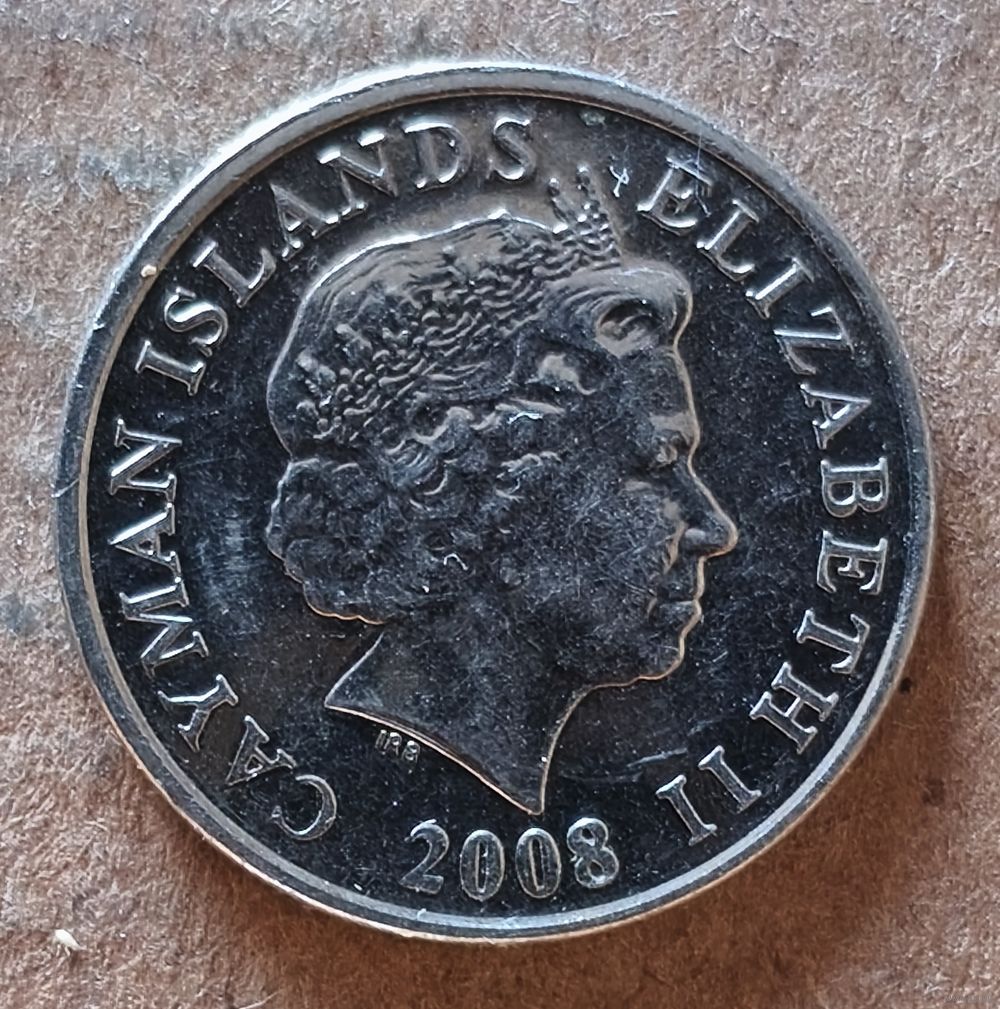 CAYMAN ISLANDS ELIZABETH II
IRB
2008